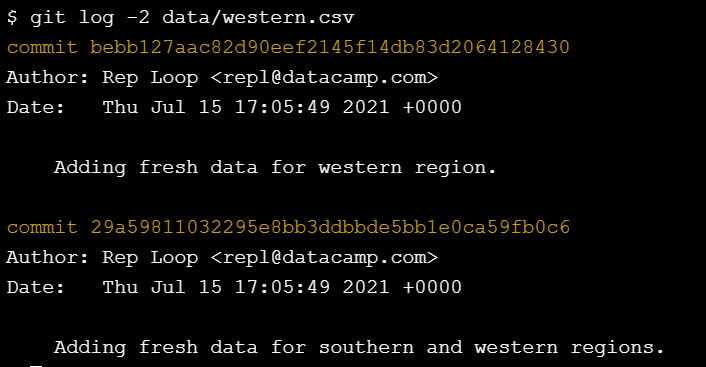 $ git log -2 data/western.csv
commit bebb127aac82d90eef2145f14db83d2064128430
Author: Rep Loop <repl@datacamp.com>
Date:   Thu Jul 15 17:05:49 2021 +0000
    Adding fresh data for western region.
commit 29a59811032295e8bb3ddbbde5bb1e0ca59fb0c6
Author: Rep Loop <repl@datacamp.com>
Date:   Thu Jul 15 17:05:49 2021 +0000
    Adding fresh data for southern and western regions.